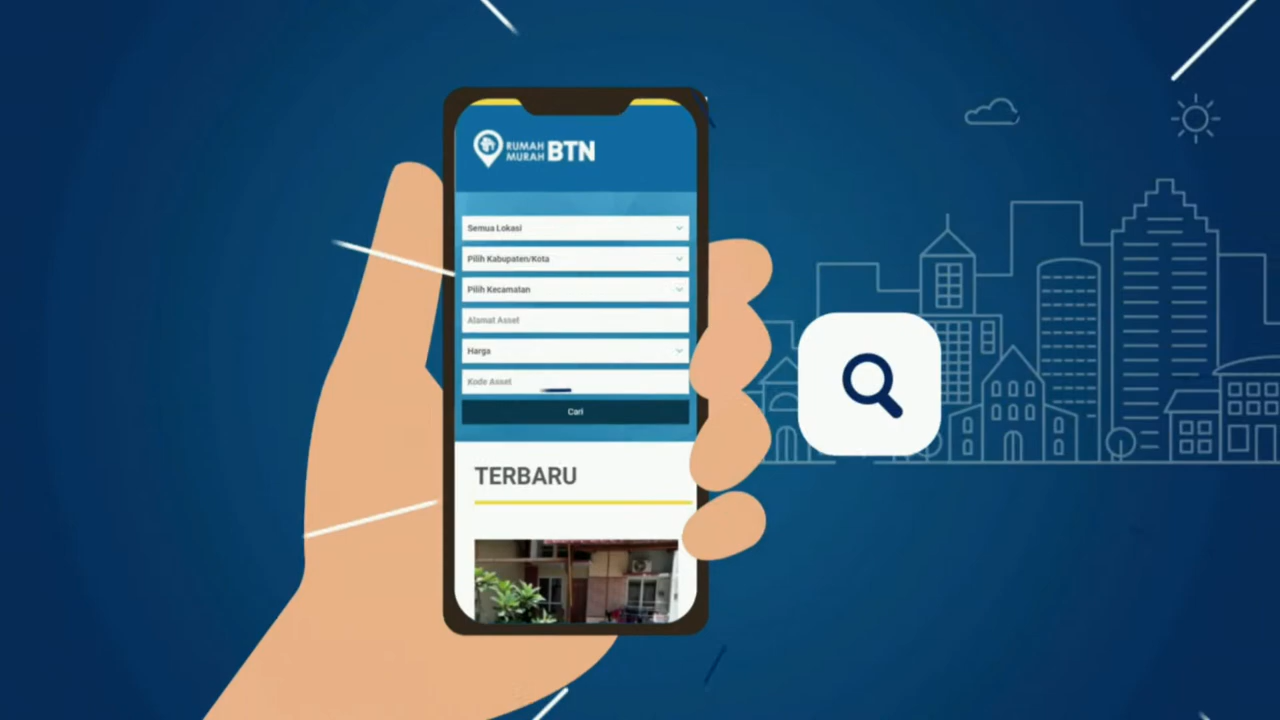 RUMAH
MURAH BTN
Semua Lokasi
Pilih Kabupaten/Kota
Pilih Kecamatan
Alamat Asset
Harga
Kode Asset
Cari
TERBARU